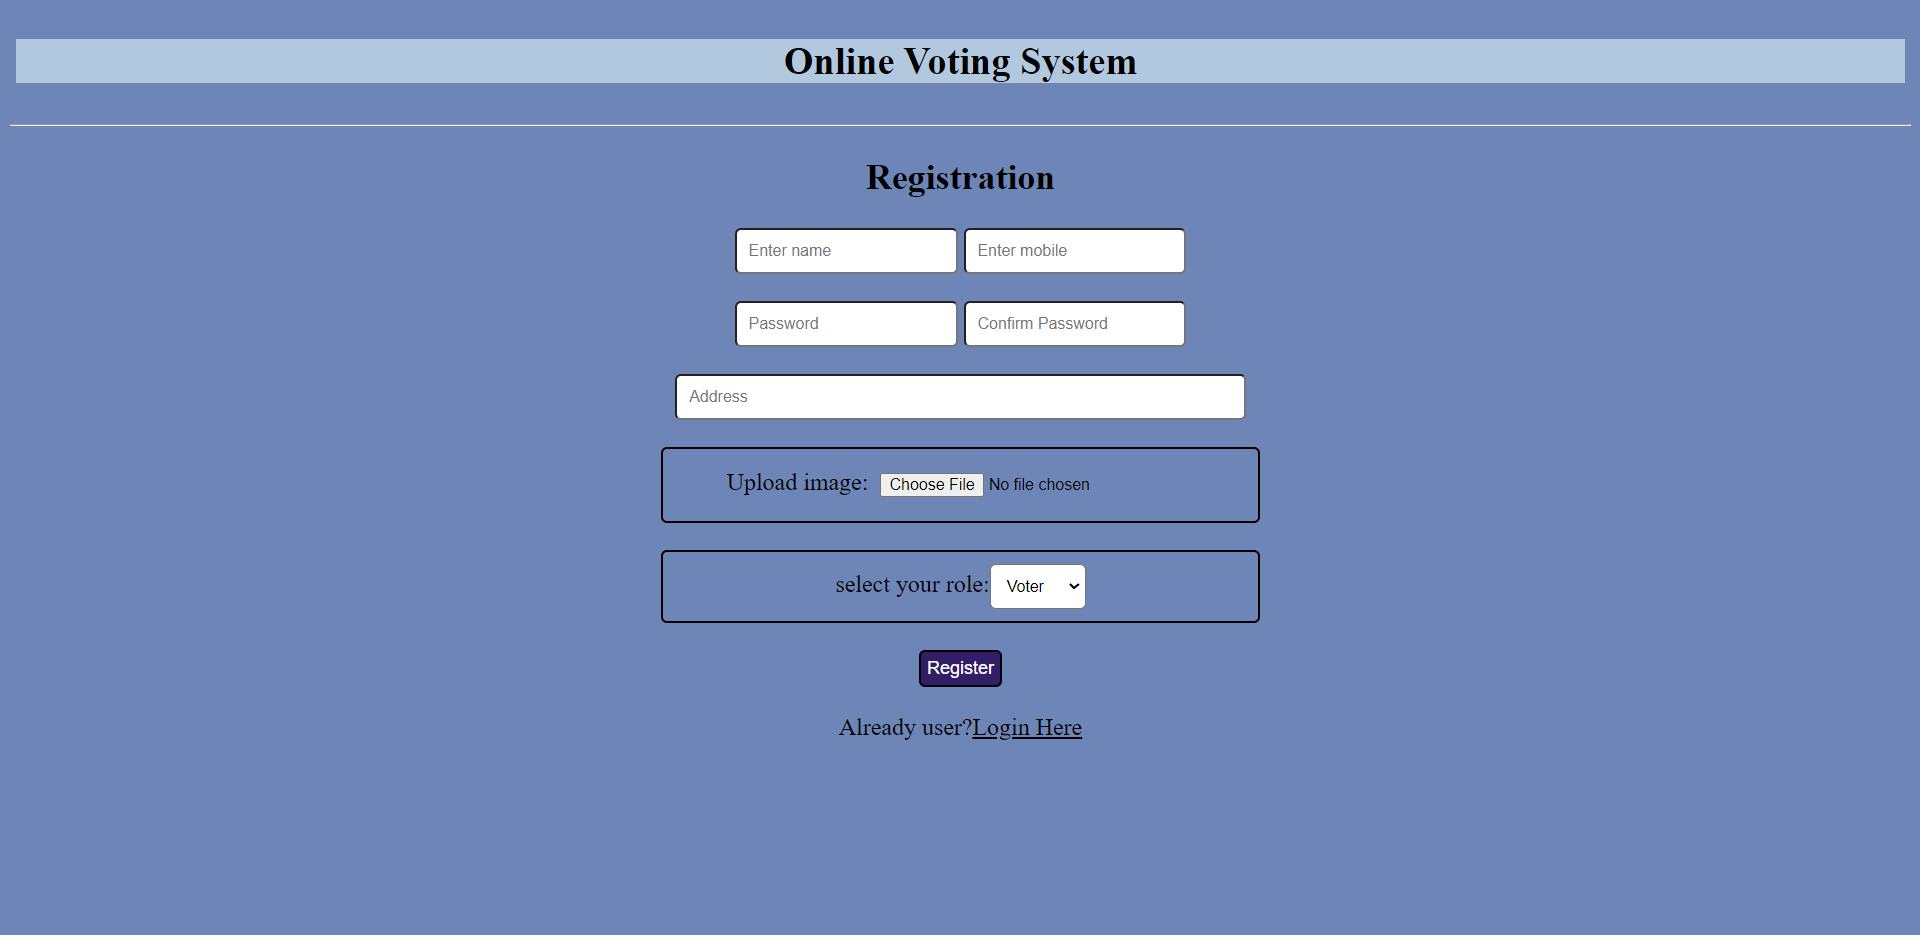 Online Voting System
Registration
Enter name Enter mobile
Password Confirm Password
Address
Upload image: Choose File No file chosen
select your role: Voter
Register
Already user?Login Here